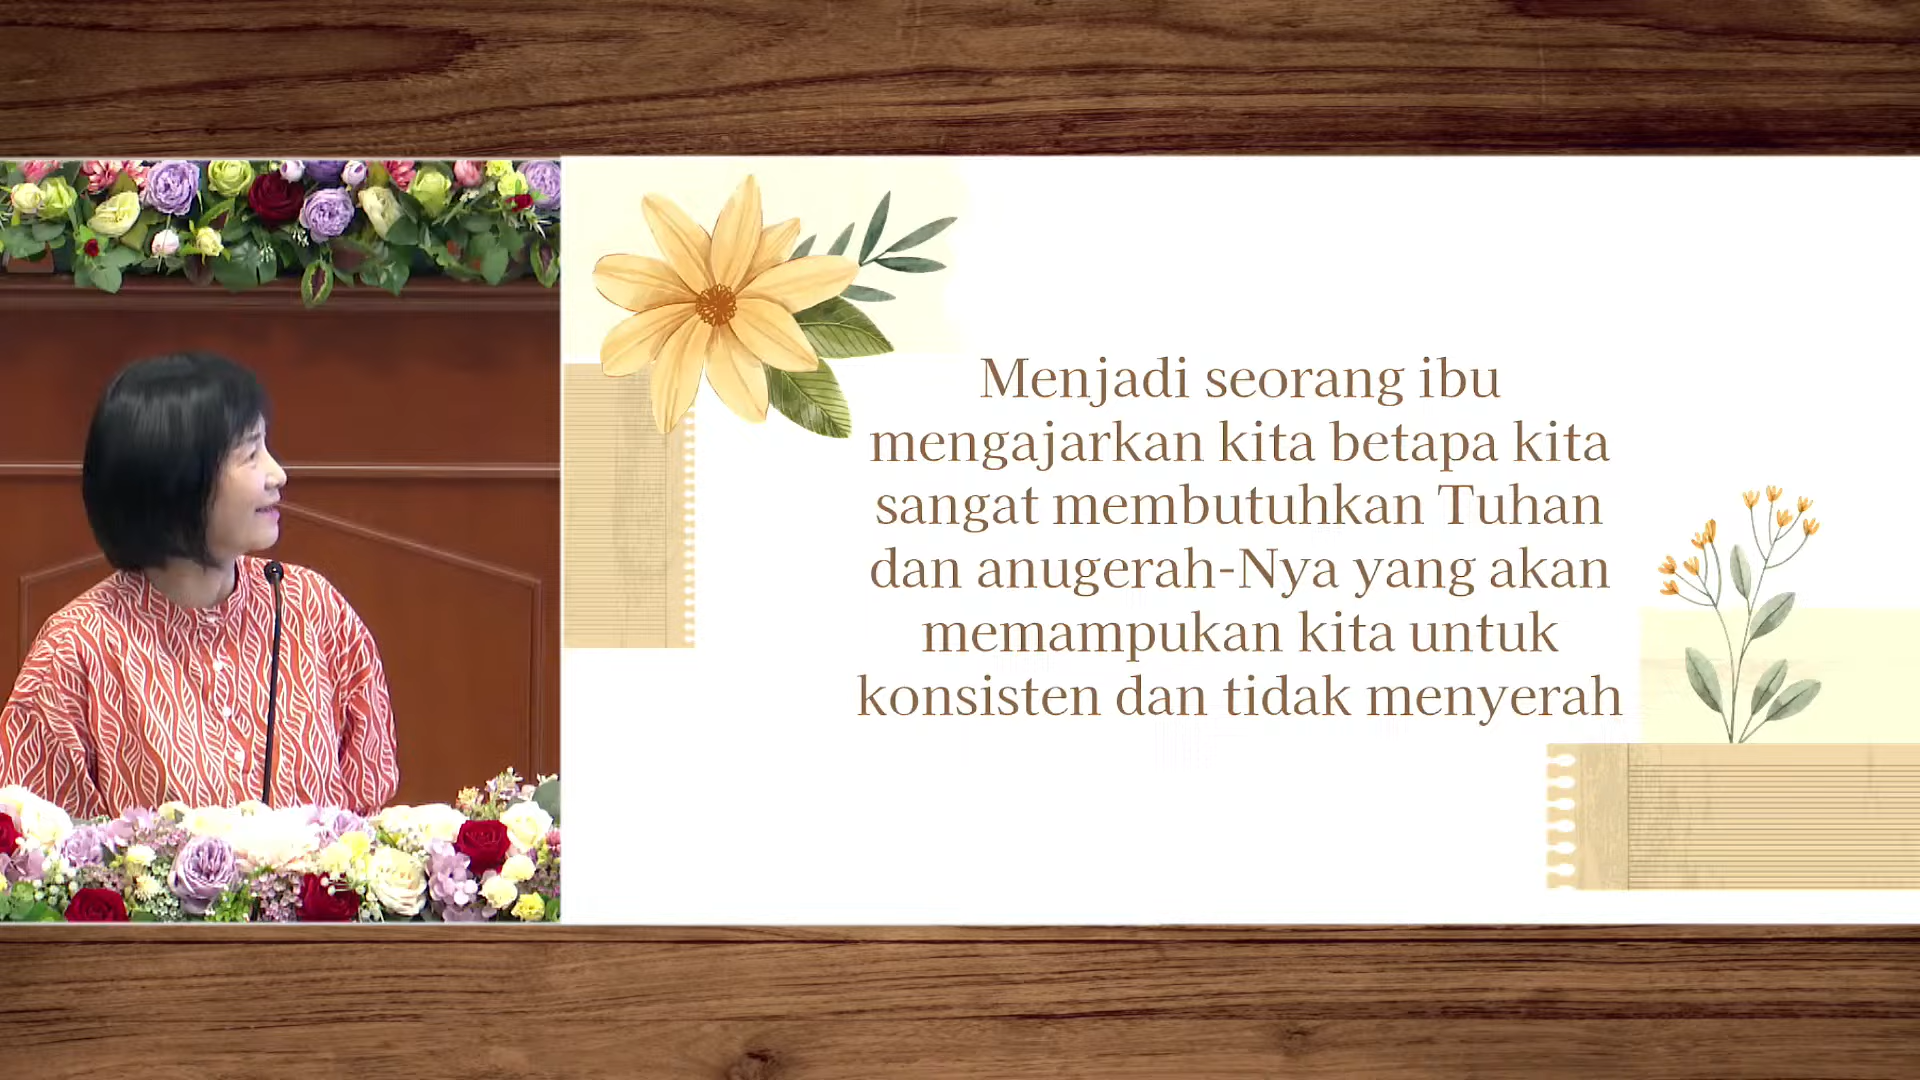 Menjadi seorang ibu
mengajarkan kita betapa kita
sangat membutuhkan Tuhan
dan anugerah-Nya yang akan
memampukan kita untuk
konsisten dan tidak menyerah